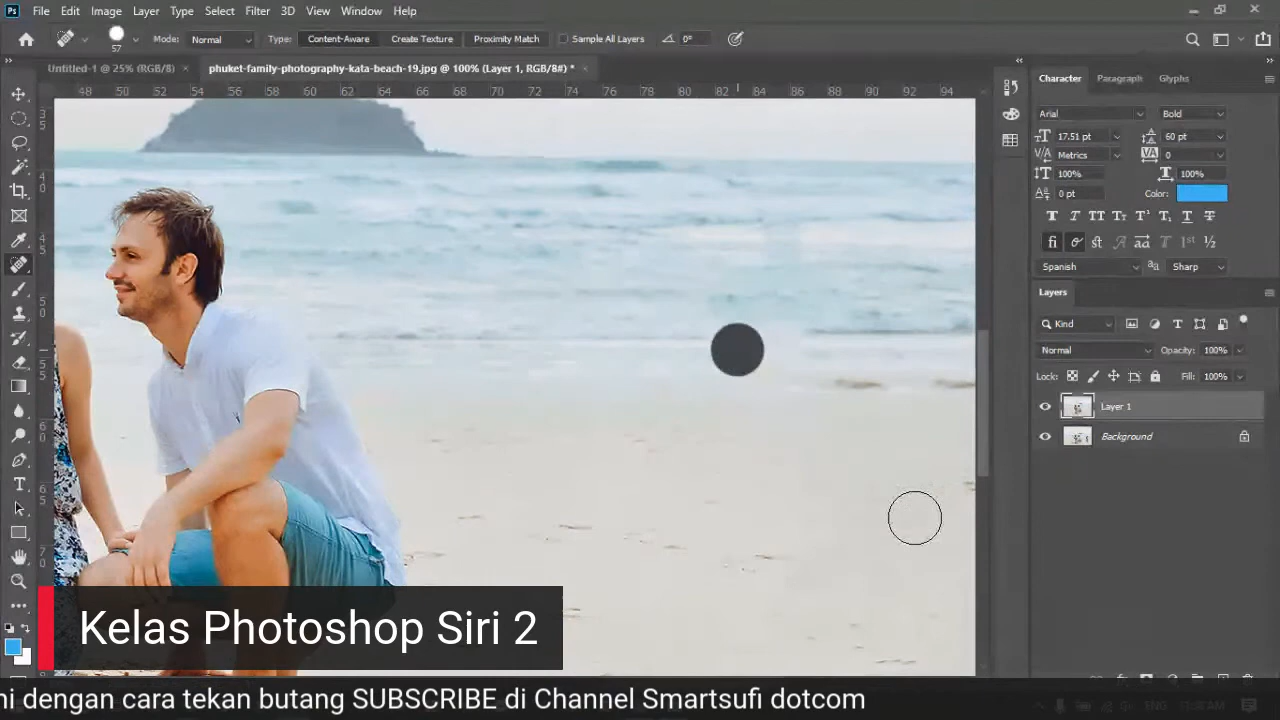 Ps File Edit Image Layer Type Select Filter 3D View Window Help
57 Mode: Normal Type: Content-Aware Create Texture Proximity Match Sample All Layers 0°
Untitled-1 @ 25% (RGB/8) × phuket-family-photography-kata-beach-19.jpg @ 100% (Layer 1, RGB/8#) * ×
48 50 52 54 56 58 60 62 64 66 68 70 72 74 76 78 80 82 84 86 88 90 92 94
Character Paragraph Glyphs
Arial Bold
17.51 pt 60 pt
Metrics 0
100% 100%
0 pt Color:
Spanish Sharp
Layers
Kind
Normal Opacity: 100%
Lock: Fill: 100%
Layer 1
Background
Kelas Photoshop Siri 2
ni dengan cara tekan butang SUBSCRIBE di Channel Smartsufi dotcom